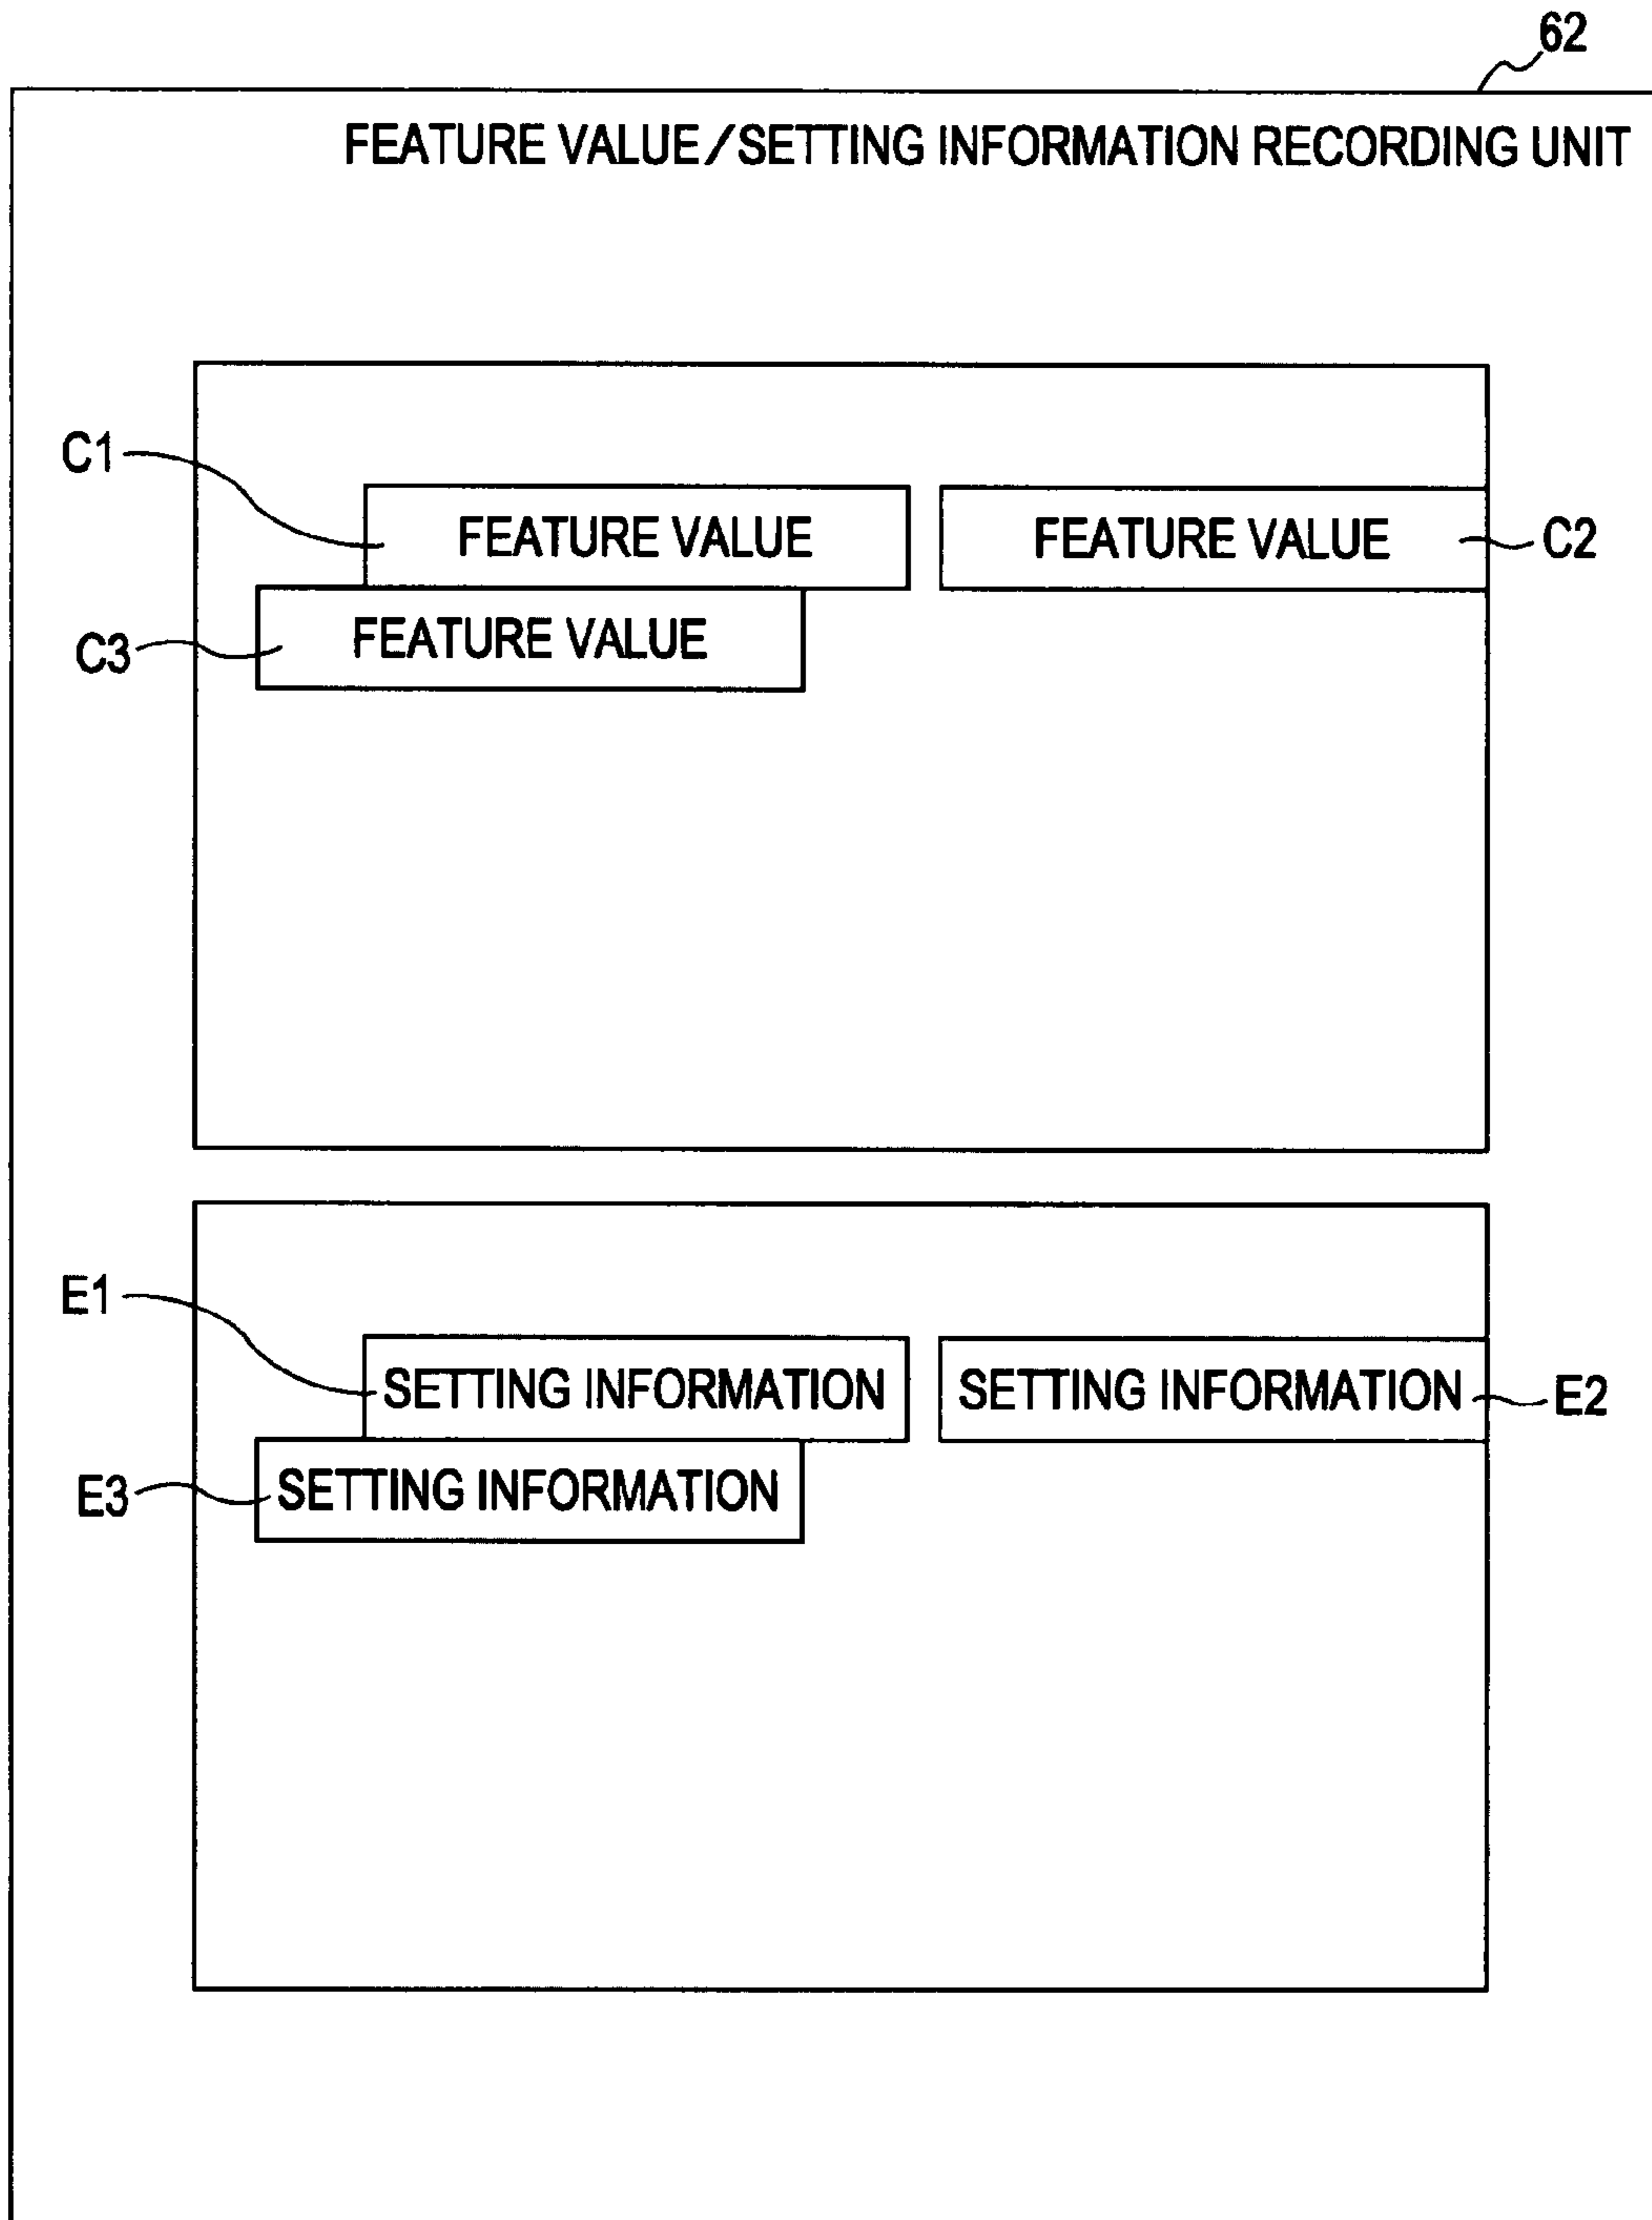 62
FEATURE VALUE/SETTING INFORMATION RECORDING UNIT
C1
FEATURE VALUE
FEATURE VALUE
C2
C3
FEATURE VALUE
E1
SETTING INFORMATION
SETTING INFORMATION
E2
E3
SETTING INFORMATION